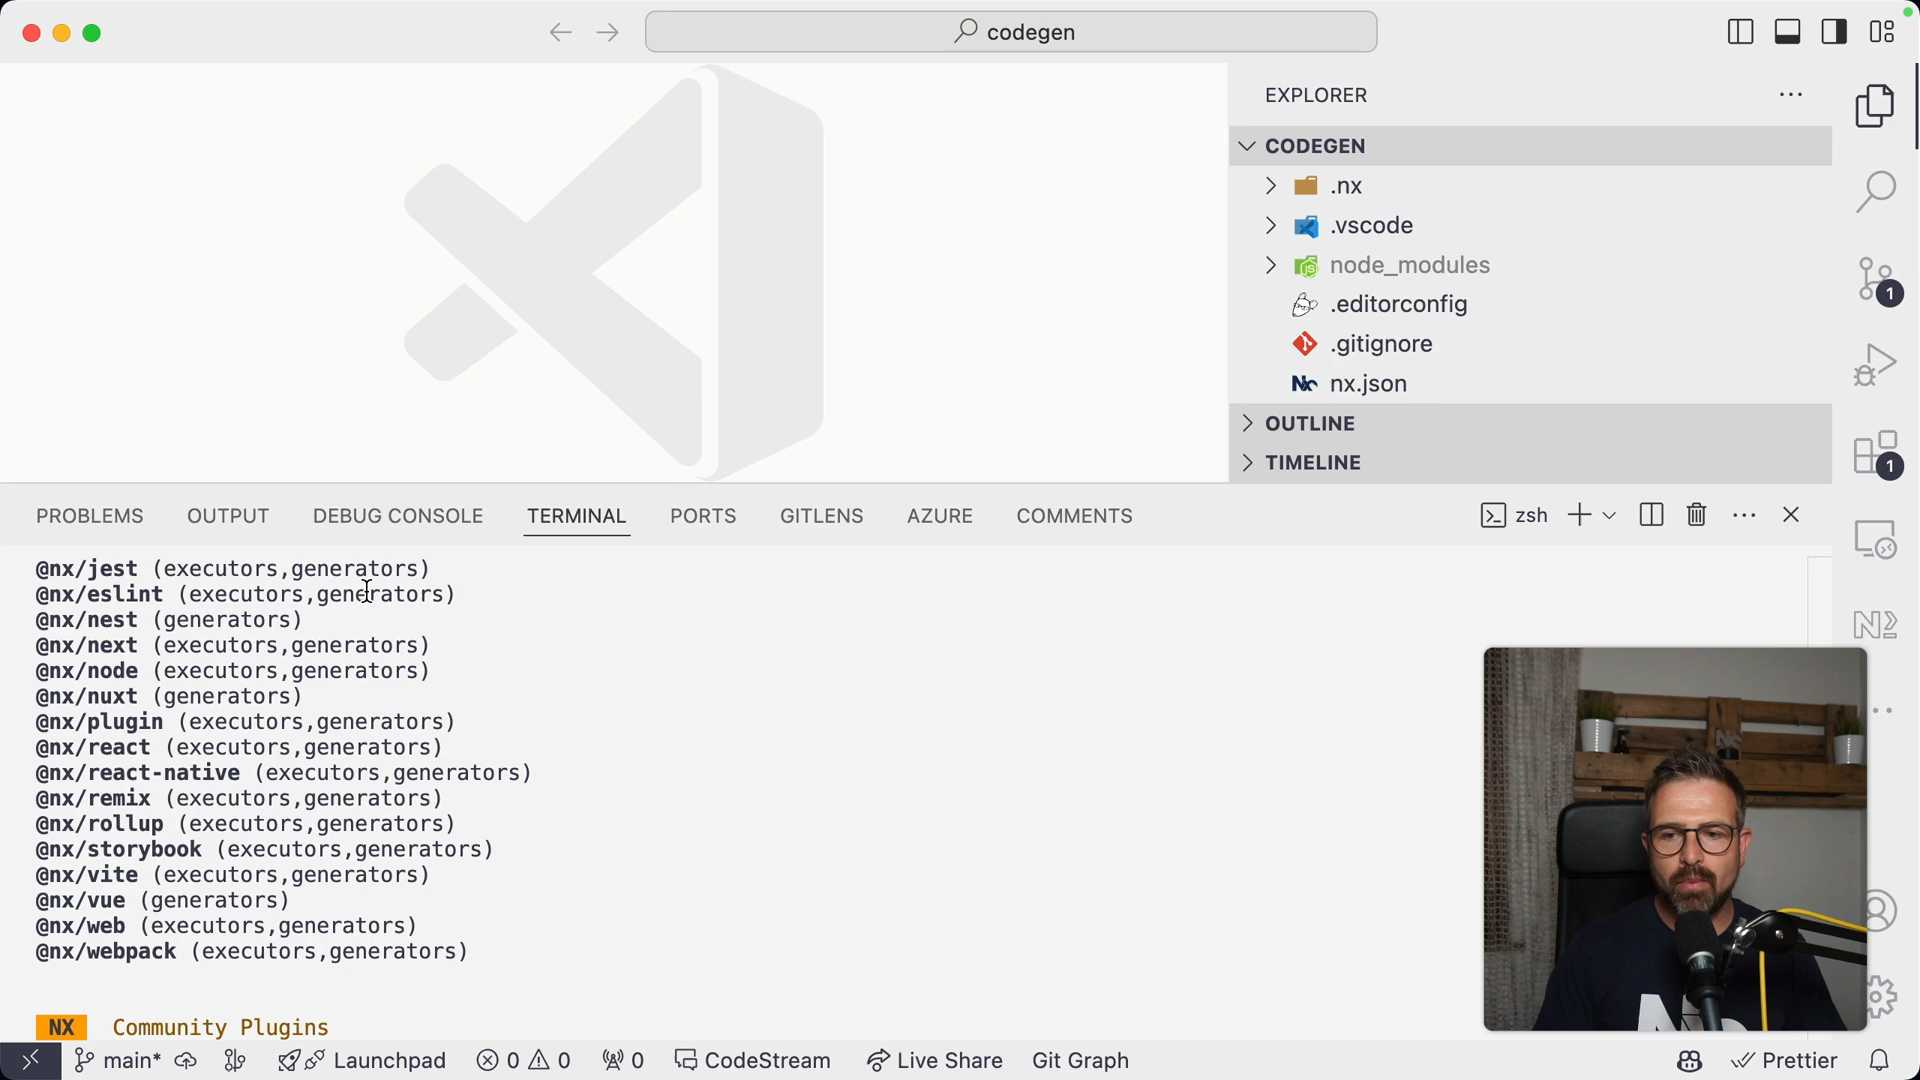 codegen
EXPLORER
CODEGEN
.nx
.vscode
node_modules
.editorconfig
.gitignore
nx.json
OUTLINE
TIMELINE
1
1
PROBLEMS OUTPUT DEBUG CONSOLE TERMINAL PORTS GITLENS AZURE COMMENTS
zsh
@nx/jest (executors,generators)
@nx/eslint (executors,generators)
@nx/nest (generators)
@nx/next (executors,generators)
@nx/node (executors,generators)
@nx/nuxt (generators)
@nx/plugin (executors,generators)
@nx/react (executors,generators)
@nx/react-native (executors,generators)
@nx/remix (executors,generators)
@nx/rollup (executors,generators)
@nx/storybook (executors,generators)
@nx/vite (executors,generators)
@nx/vue (generators)
@nx/web (executors,generators)
@nx/webpack (executors,generators)
NX Community Plugins
main* Launchpad 0 0 0 CodeStream Live Share Git Graph Prettier